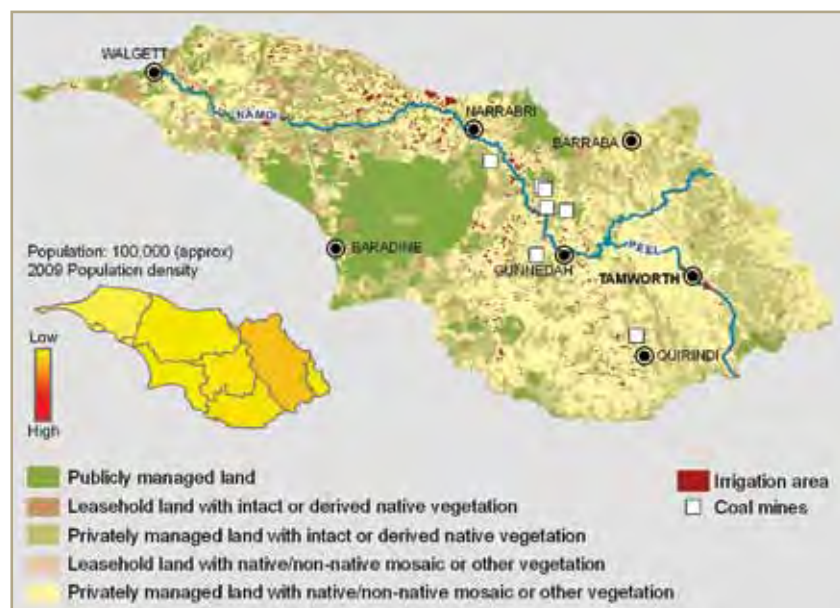 WALGETT
NAMOI
NARRABRI
BARRABA
BARADINE
PEEL
GUNNEDAH
TAMWORTH
QUIRINDI
Population: 100,000 (approx)
2009 Population density
Low
High
Publicly managed land
Leasehold land with intact or derived native vegetation
Privately managed land with intact or derived native vegetation
Leasehold land with native/non-native mosaic or other vegetation
Privately managed land with native/non-native mosaic or other vegetation
Irrigation area
Coal mines